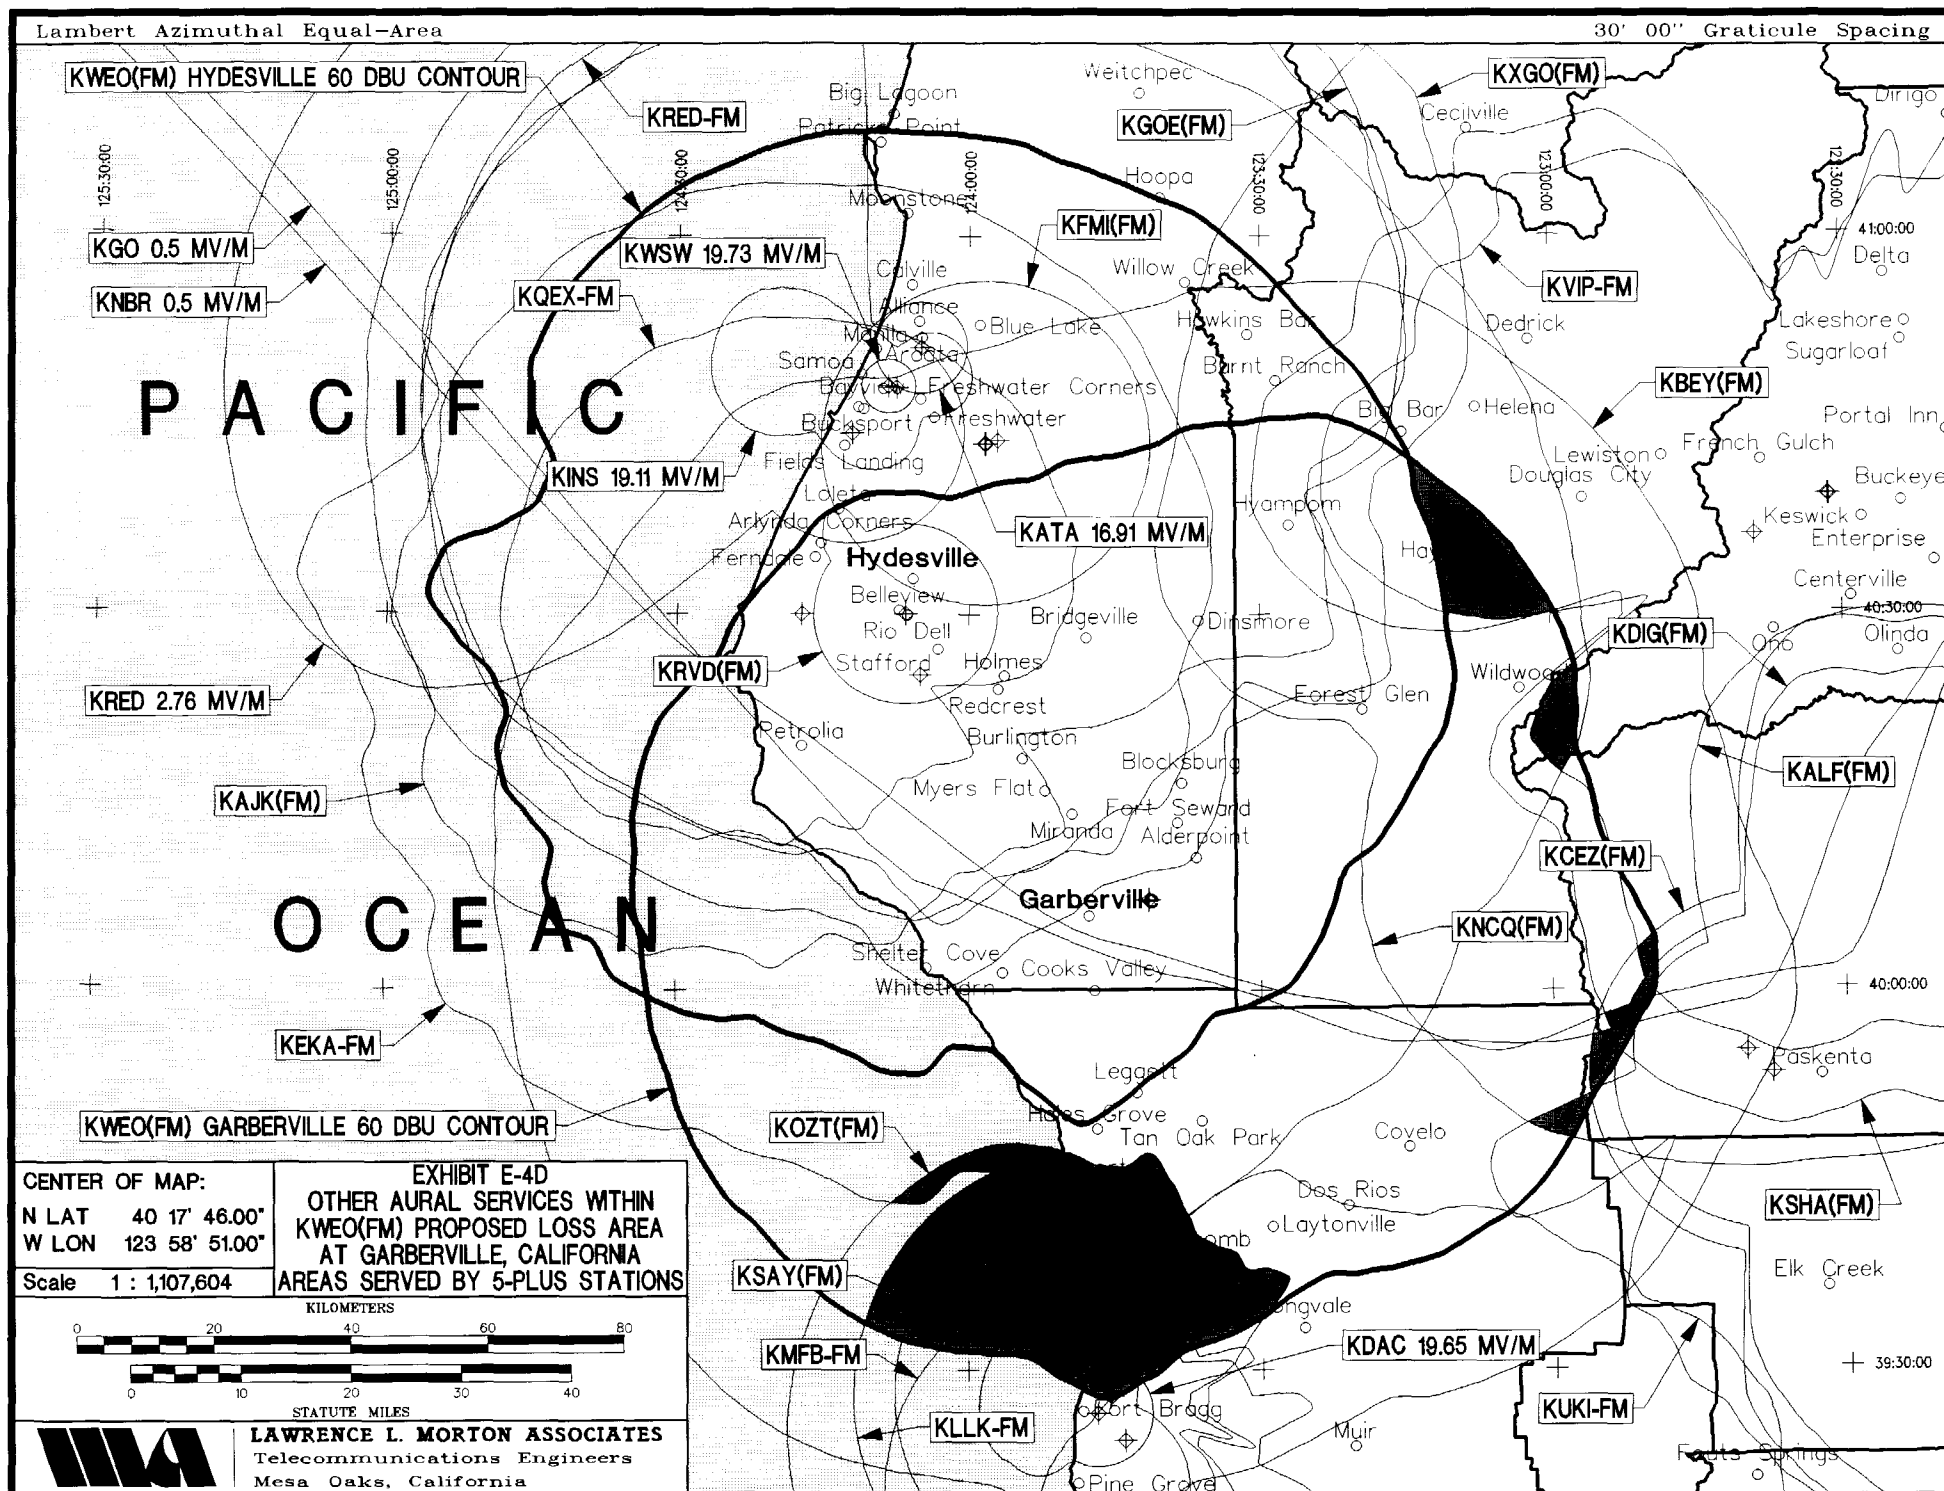 Lambert Azimuthal Equal-Area
30' 00" Graticule Spacing
KWEO(FM) HYDESVILLE 60 DBU CONTOUR
KRED-FM
Big Lagoon
Patricks Point
Weitchpec
KGOE(FM)
KXGO(FM)
Cecilville
Dirigo
125:30:00
125:00:00
124:30:00
124:00:00
123:30:00
123:00:00
122:30:00
Hoopa
Moonstone
KGO 0.5 MV/M
KWSW 19.73 MV/M
KFMI(FM)
41:00:00
Delta
KNBR 0.5 MV/M
KQEX-FM
Calville
Willow Creek
KVIP-FM
Alliance
Manila
Blue Lake
Hawkins Bar
Dedrick
Lakeshore
Sugarloaf
Samoa
Arcata
Burnt Ranch
KBEY(FM)
PACIFIC
Bayview
Freshwater Corners
Bucksport
Freshwater
Big Bar
Helena
Portal Inn
Fields Landing
Lewiston
French Gulch
Douglas City
Buckeye
KINS 19.11 MV/M
Loleta
Hyampom
Keswick
Arlynda Corners
KATA 16.91 MV/M
Enterprise
Ferndale
Hydesville
Hay
Centerville
Belleview
40:30:00
Bridgeville
Dinsmore
Rio Dell
KDIG(FM)
Ono
Olinda
KRVD(FM)
Stafford
Holmes
Wildwoo
KRED 2.76 MV/M
Redcrest
Forest Glen
Petrolia
Burlington
Blocksburg
KALF(FM)
KAJK(FM)
Myers Flat
Fort Seward
Miranda
Alderpoint
KCEZ(FM)
OCEAN
Garberville
KNCQ(FM)
Shelter Cove
Cooks Valley
Whitethorn
40:00:00
KEKA-FM
Paskenta
Leggett
KWEO(FM) GARBERVILLE 60 DBU CONTOUR
KOZT(FM)
Hales Grove
Tan Oak Park
Covelo
Dos Rios
KSHA(FM)
Laytonville
omb
KSAY(FM)
Elk Creek
ongvale
KMFB-FM
KDAC 19.65 MV/M
39:30:00
KUKI-FM
KLLK-FM
Fort Bragg
Muir
Fouts Springs
Pine Grove
CENTER OF MAP:
N LAT 40 17' 46.00"
W LON 123 58' 51.00"
Scale 1 : 1,107,604
EXHIBIT E-4D
OTHER AURAL SERVICES WITHIN
KWEO(FM) PROPOSED LOSS AREA
AT GARBERVILLE, CALIFORNIA
AREAS SERVED BY 5-PLUS STATIONS
KILOMETERS
0 20 40 60 80
0 10 20 30 40
STATUTE MILES
LAWRENCE L. MORTON ASSOCIATES
Telecommunications Engineers
Mesa Oaks, California